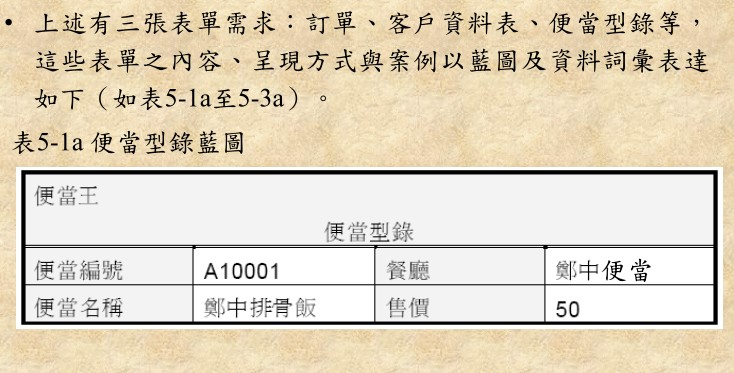 • 上述有三張表單需求：訂單、客戶資料表、便當型錄等，
這些表單之內容、呈現方式與案例以藍圖及資料詞彙表達
如下（如表5-1a至5-3a）。
表5-1a 便當型錄藍圖
便當王
便當型錄
便當編號 A10001 餐廳 鄭中便當
便當名稱 鄭中排骨飯 售價 50